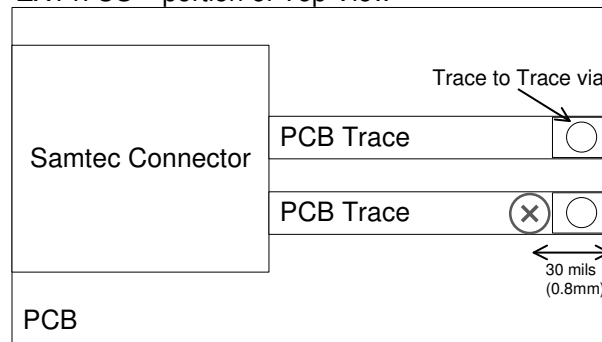 Trace to Trace via
PCB Trace
Samtec Connector
PCB Trace
30 mils
(0.8mm)
PCB